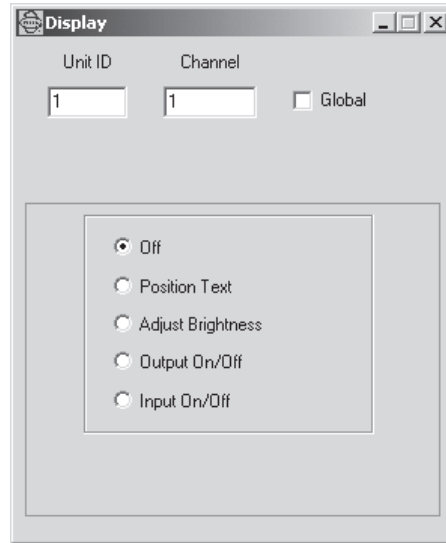 Display
Unit ID Channel
1 1 Global
Off
Position Text
Adjust Brightness
Output On/Off
Input On/Off